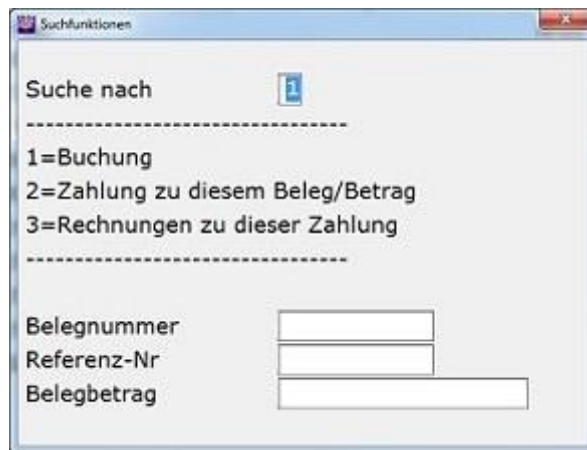 Suchfunktionen
Suche nach 1
---------------------------------
1=Buchung
2=Zahlung zu diesem Beleg/Betrag
3=Rechnungen zu dieser Zahlung
---------------------------------
Belegnummer
Referenz-Nr
Belegbetrag